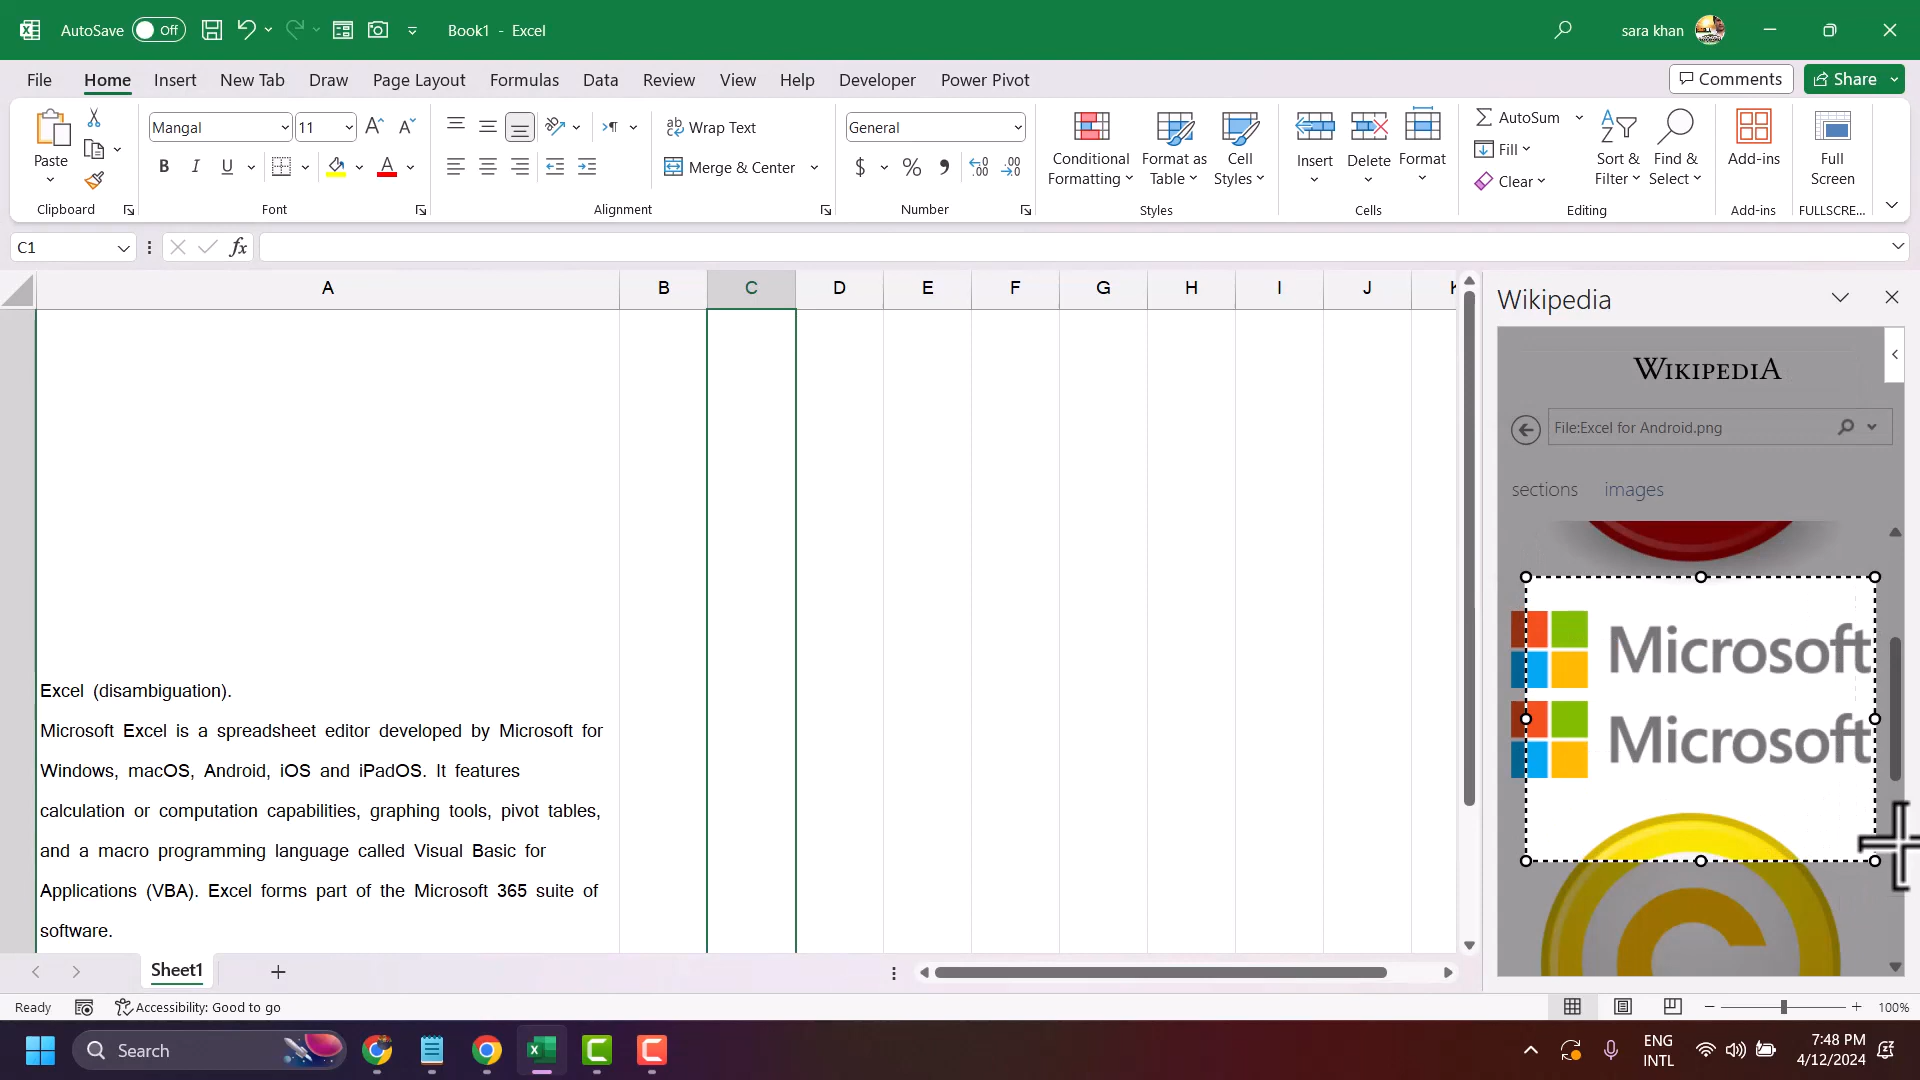 AutoSave Off Book1 - Excel sara khan
File Home Insert New Tab Draw Page Layout Formulas Data Review View Help Developer Power Pivot Comments Share
Paste
Clipboard
Mangal 11
B I U A
Font
Wrap Text
Merge & Center
Alignment
General
$ % ,
Number
Conditional Formatting
Format as Table
Cell Styles
Styles
Insert Delete Format
Cells
AutoSum
Fill
Clear
Sort & Filter
Find & Select
Editing
Add-ins
Add-ins
Full Screen
FULLSCRE...
C1 fx
A B C D E F G H I J K
Excel (disambiguation).
Microsoft Excel is a spreadsheet editor developed by Microsoft for
Windows, macOS, Android, iOS and iPadOS. It features
calculation or computation capabilities, graphing tools, pivot tables,
and a macro programming language called Visual Basic for
Applications (VBA). Excel forms part of the Microsoft 365 suite of
software.
Wikipedia
WIKIPEDIA
File:Excel for Android.png
sections images
Microsoft
Microsoft
Sheet1
Ready Accessibility: Good to go 100%
Search
ENG
INTL
7:48 PM
4/12/2024